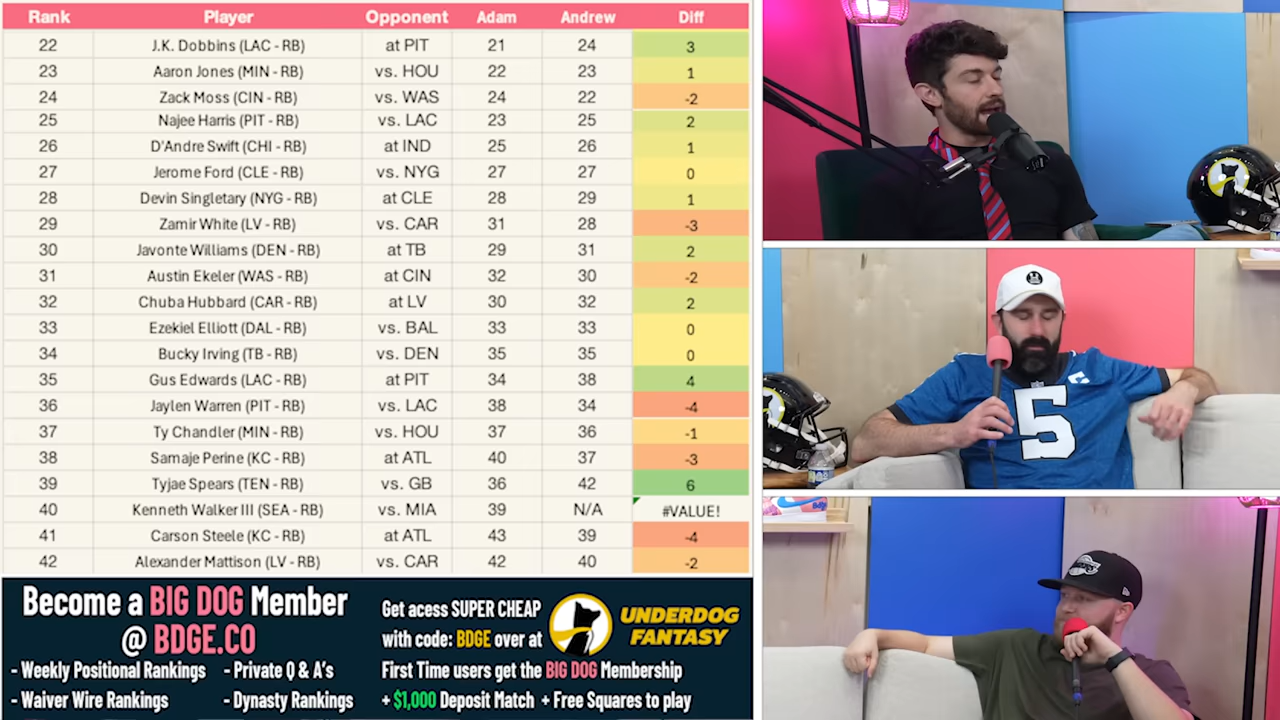 Rank Player Opponent Adam Andrew Diff
22 J.K. Dobbins (LAC - RB) at PIT 21 24 3
23 Aaron Jones (MIN - RB) vs. HOU 22 23 1
24 Zack Moss (CIN - RB) vs. WAS 24 22 -2
25 Najee Harris (PIT - RB) vs. LAC 23 25 2
26 D'Andre Swift (CHI - RB) at IND 25 26 1
27 Jerome Ford (CLE - RB) vs. NYG 27 27 0
28 Devin Singletary (NYG - RB) at CLE 28 29 1
29 Zamir White (LV - RB) vs. CAR 31 28 -3
30 Javonte Williams (DEN - RB) at TB 29 31 2
31 Austin Ekeler (WAS - RB) at CIN 32 30 -2
32 Chuba Hubbard (CAR - RB) at LV 30 32 2
33 Ezekiel Elliott (DAL - RB) vs. BAL 33 33 0
34 Bucky Irving (TB - RB) vs. DEN 35 35 0
35 Gus Edwards (LAC - RB) at PIT 34 38 4
36 Jaylen Warren (PIT - RB) vs. LAC 38 34 -4
37 Ty Chandler (MIN - RB) vs. HOU 37 36 -1
38 Samaje Perine (KC - RB) at ATL 40 37 -3
39 Tyjae Spears (TEN - RB) vs. GB 36 42 6
40 Kenneth Walker III (SEA - RB) vs. MIA 39 N/A #VALUE!
41 Carson Steele (KC - RB) at ATL 43 39 -4
42 Alexander Mattison (LV - RB) vs. CAR 42 40 -2
Become a BIG DOG Member
@ BDGE.CO
- Weekly Positional Rankings - Private Q & A's
- Waiver Wire Rankings - Dynasty Rankings
Get acess SUPER CHEAP
with code: BDGE over at
UNDERDOG
FANTASY
First Time users get the BIG DOG Membership
+ $1,000 Deposit Match + Free Squares to play
5